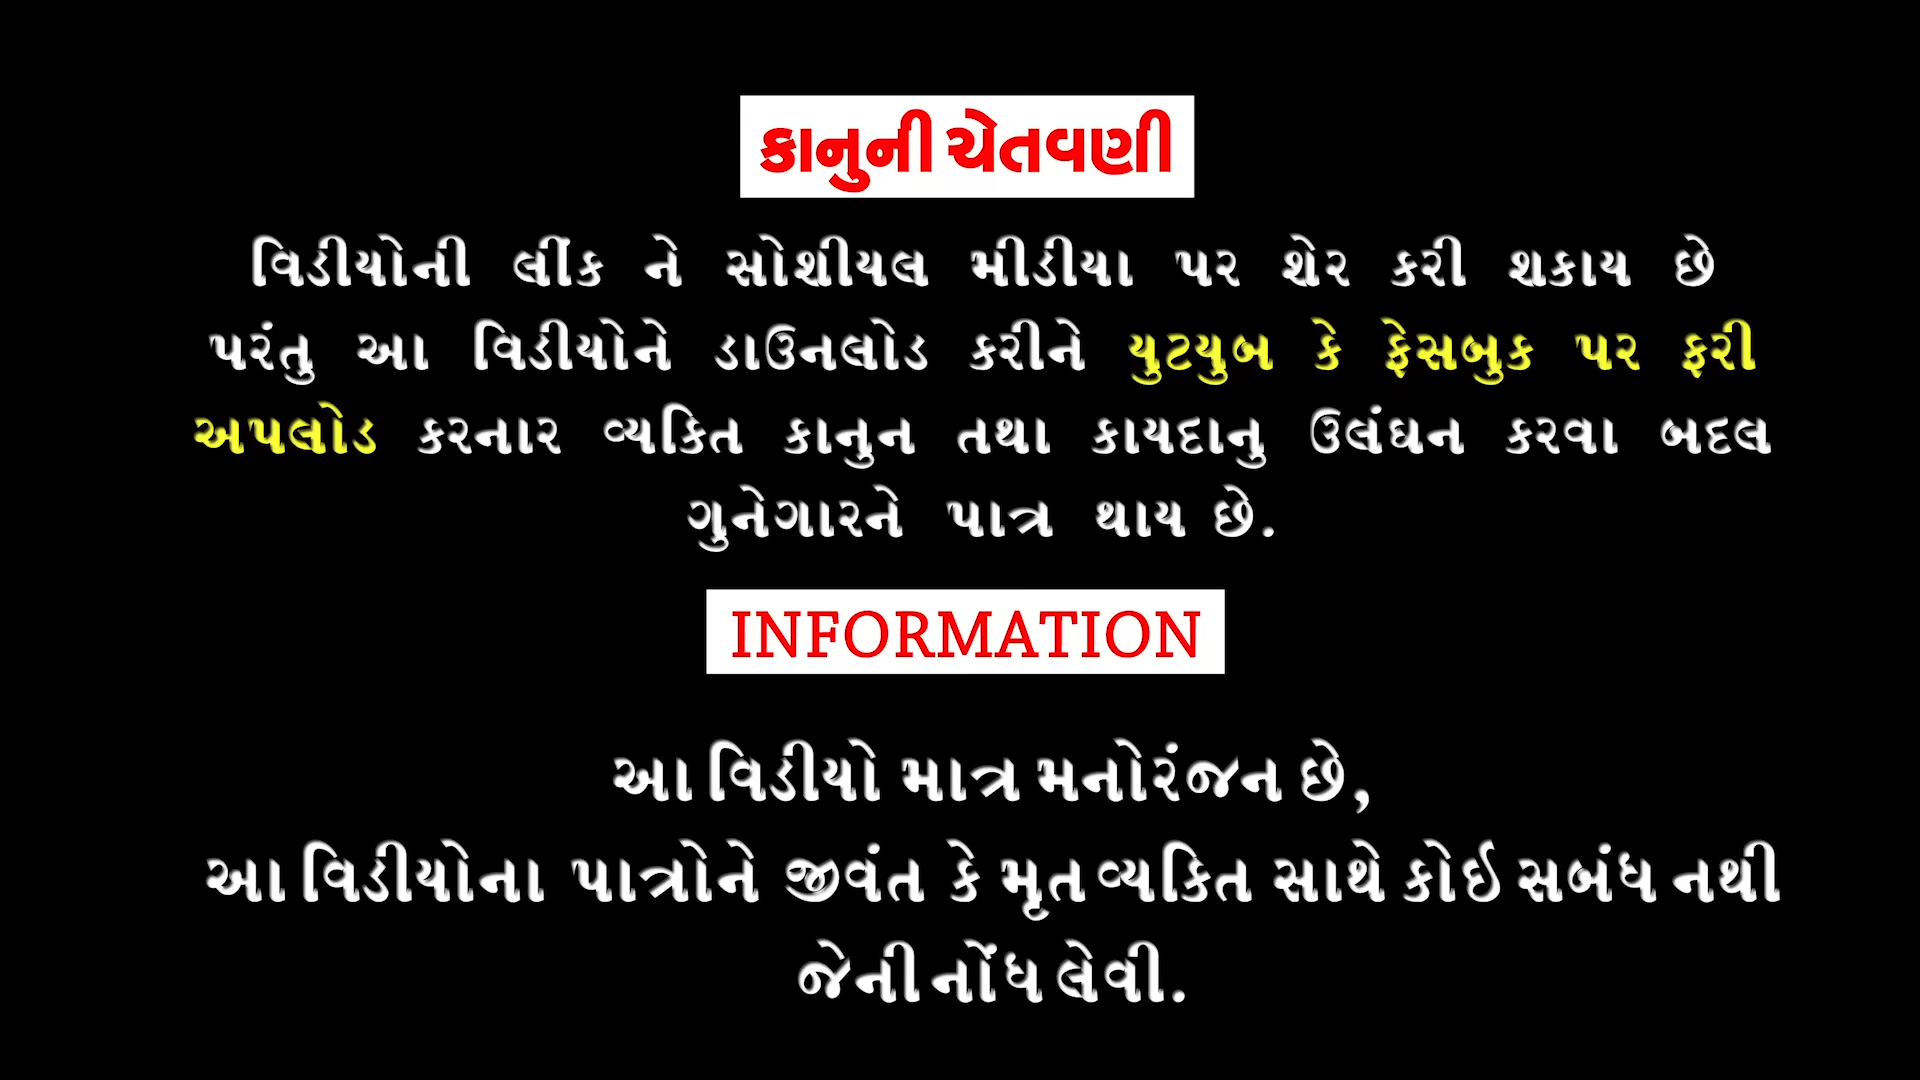 કાનુની ચેતવણી
વિડીયોની લીંક ને સોશીયલ મીડીયા પર શેર કરી શકાય છે
પરંતુ આ વિડીયોને ડાઉનલોડ કરીને યુટયુબ કે ફેસબુક પર ફરી
અપલોડ કરનાર વ્યકિત કાનુન તથા કાયદાનુ ઉલંઘન કરવા બદલ
ગુનેગારને પાત્ર થાય છે.
INFORMATION
આ વિડીયો માત્ર મનોરંજન છે,
આ વિડીયોના પાત્રોને જીવંત કે મૃત વ્યકિત સાથે કોઇ સબંધ નથી
જેની નોંધ લેવી.